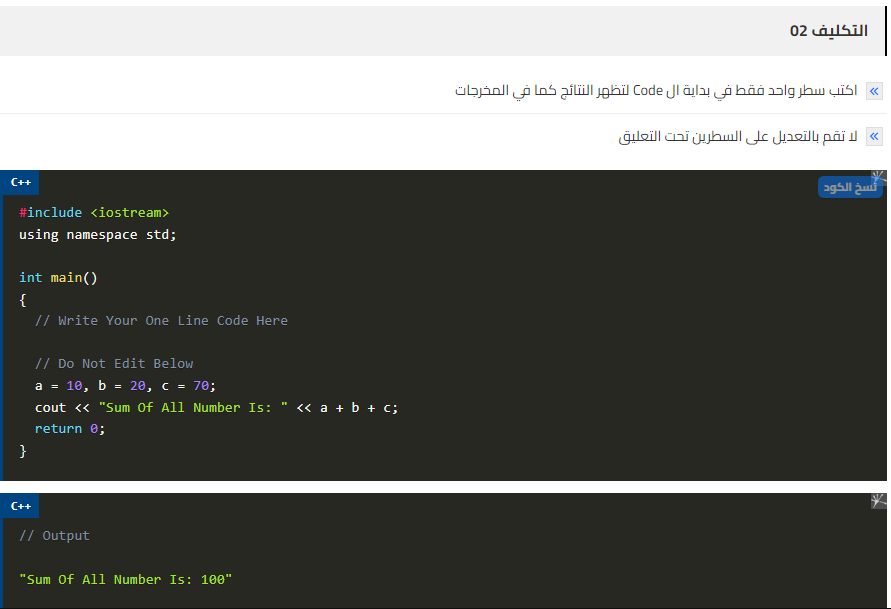 التكليف 02
» اكتب سطر واحد فقط في بداية ال Code لتظهر النتائج كما في المخرجات
» لا تقم بالتعديل على السطرين تحت التعليق
C++
نسخ الكود
#include <iostream>
using namespace std;
int main()
{
// Write Your One Line Code Here
// Do Not Edit Below
a = 10, b = 20, c = 70;
cout << "Sum Of All Number Is: " << a + b + c;
return 0;
}
C++
// Output
"Sum Of All Number Is: 100"